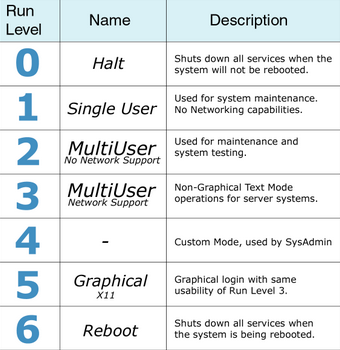 Run
Level
Name
Description
0
Halt
Shuts down all services when the
system will not be rebooted.
1
Single User
Used for system maintenance.
No Networking capabilities.
2
MultiUser
No Network Support
Used for maintenance and
system testing.
3
MultiUser
Network Support
Non-Graphical Text Mode
operations for server systems.
4
-
Custom Mode, used by SysAdmin
5
Graphical
X11
Graphical login with same
usability of Run Level 3.
6
Reboot
Shuts down all services when
the system is being rebooted.